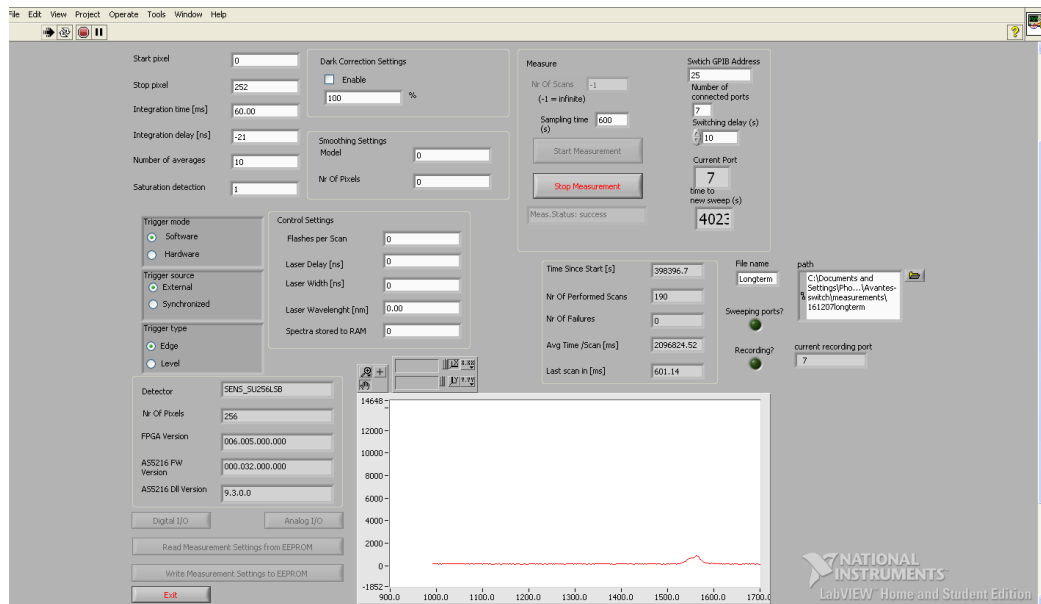 File Edit View Project Operate Tools Window Help
?
Start pixel 0
Stop pixel 252
Integration time [ms] 60.00
Integration delay [ns] -21
Number of averages 10
Saturation detection 1
Dark Correction Settings
Enable
100 %
Smoothing Settings
Model 0
Nr Of Pixels 0
Measure
Nr Of Scans -1
(-1 = infinite)
Sampling time 600
(s)
Start Measurement
Stop Measurement
Meas.Status: success
Swtich GPIB Address
25
Number of
connected ports
7
Switching delay (s)
10
Current Port
7
time to
new sweep (s)
4023
Trigger mode
Software
Hardware
Trigger source
External
Synchronized
Trigger type
Edge
Level
Control Settings
Flashes per Scan 0
Laser Delay [ns] 0
Laser Width [ns] 0
Laser Wavelenght [nm] 0.00
Spectra stored to RAM 0
Time Since Start [s] 398396.7
Nr Of Performed Scans 190
Nr Of Failures 0
Avg Time /Scan [ms] 2096824.52
Last scan in [ms] 601.14
File name
Longterm
Sweeping ports?
Recording?
path
C:\Documents and
Settings\Pho...\Avantes-
switch\measurements\
161207longterm
current recording port
7
Detector SENS_SU256LSB
Nr Of Pixels 256
FPGA Version 006.005.000.000
AS5216 FW
Version 000.032.000.000
AS5216 Dll Version 9.3.0.0
Digital I/O Analog I/O
Read Measurement Settings from EEPROM
Write Measurement Settings to EEPROM
Exit
14648
12000
10000
8000
6000
4000
2000
0
-1852
900.0 1000.0 1100.0 1200.0 1300.0 1400.0 1500.0 1600.0 1700.0
NATIONAL
INSTRUMENTS
LabVIEW Home and Student Edition